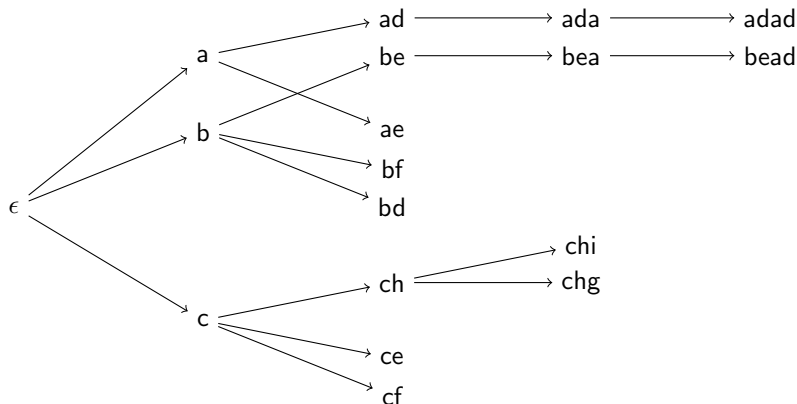 ad ada adad
a be bea bead
ae
b bf
bd
ϵ
chi
ch chg
c
ce
cf